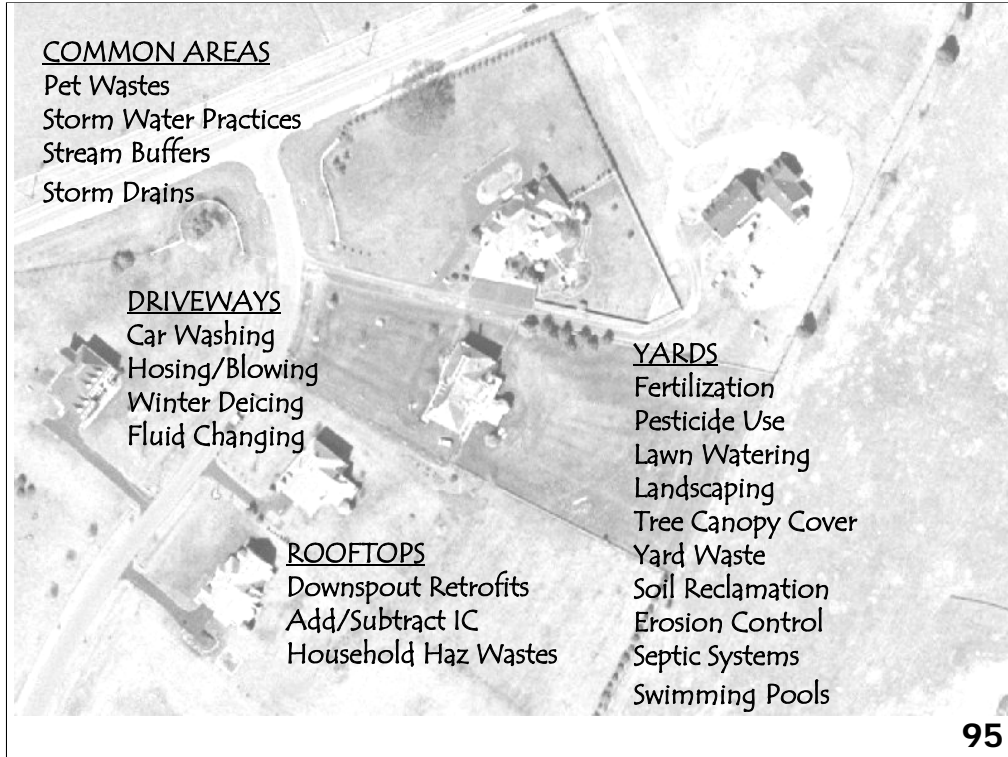 COMMON AREAS
Pet Wastes
Storm Water Practices
Stream Buffers
Storm Drains
DRIVEWAYS
Car Washing
Hosing/Blowing
Winter Deicing
Fluid Changing
ROOFTOPS
Downspout Retrofits
Add/Subtract IC
Household Haz Wastes
YARDS
Fertilization
Pesticide Use
Lawn Watering
Landscaping
Tree Canopy Cover
Yard Waste
Soil Reclamation
Erosion Control
Septic Systems
Swimming Pools
95